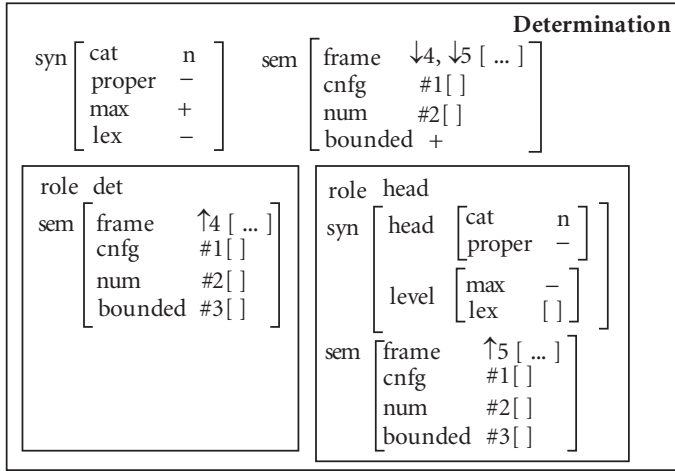 Determination
syn cat n
proper –
max +
lex –
sem frame ↓4, ↓5 [ ... ]
cnfg #1[ ]
num #2[ ]
bounded +
role det
sem frame ↑4 [ ... ]
cnfg #1[ ]
num #2[ ]
bounded #3[ ]
role head
syn head cat n
proper –
level max –
lex [ ]
sem frame ↑5 [ ... ]
cnfg #1[ ]
num #2[ ]
bounded #3[ ]